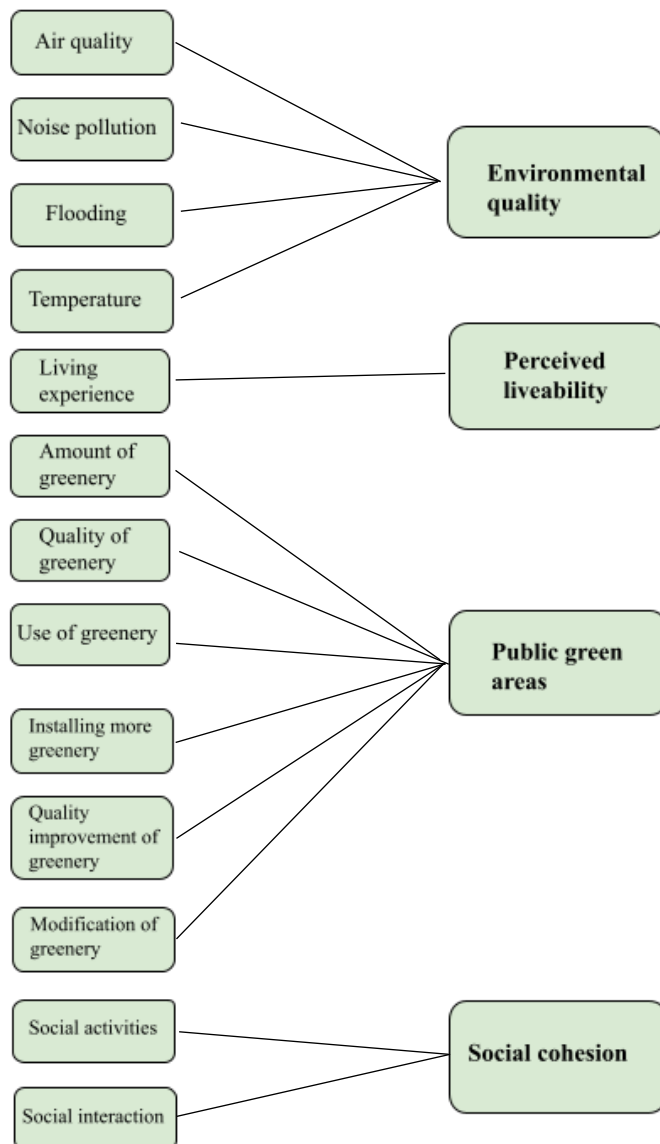 Air quality
Noise pollution
Flooding
Temperature
Environmental
quality
Living
experience
Perceived
liveability
Amount of
greenery
Quality of
greenery
Use of greenery
Installing more
greenery
Quality
improvement of
greenery
Modification of
greenery
Public green
areas
Social activities
Social interaction
Social cohesion